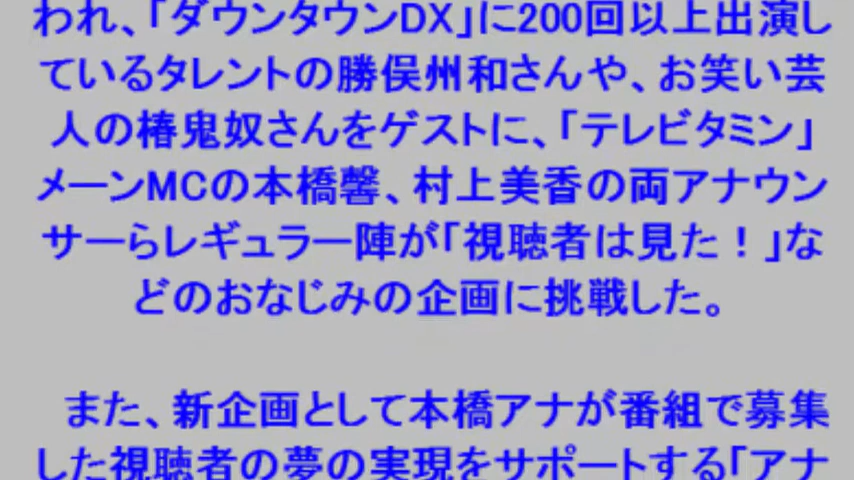 われ、「ダウンタウンDX」に200回以上出演し
ているタレントの勝俣州和さんや、お笑い芸
人の椿鬼奴さんをゲストに、「テレビタミン」
メーンMCの本橋馨、村上美香の両アナウン
サーらレギュラー陣が「視聴者は見た！」な
どのおなじみの企画に挑戦した。
また、新企画として本橋アナが番組で募集
した視聴者の夢の実現をサポートする「アナ